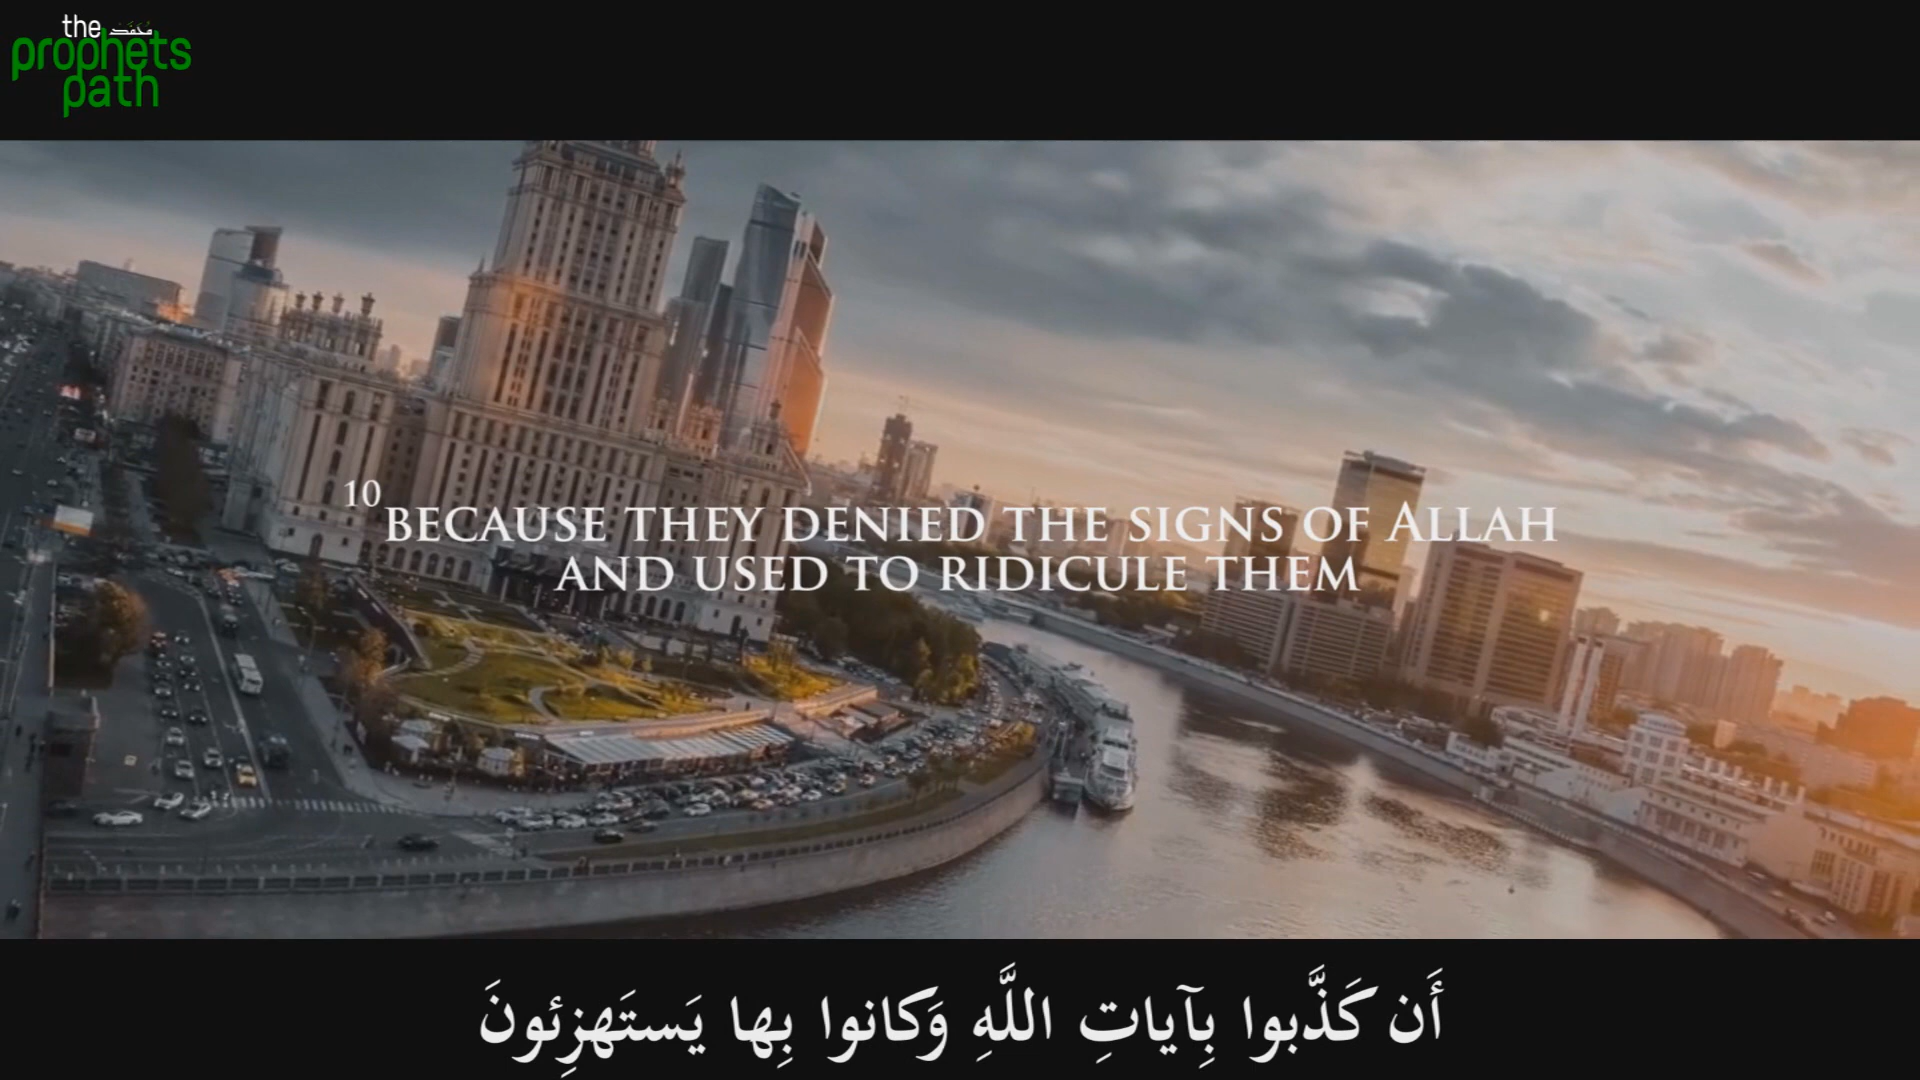 the
prophets
path
10
BECAUSE THEY DENIED THE SIGNS OF ALLAH
AND USED TO RIDICULE THEM
أَن كَذَّبوا بِآياتِ اللَّهِ وَكانوا بِها يَستَهزِئونَ